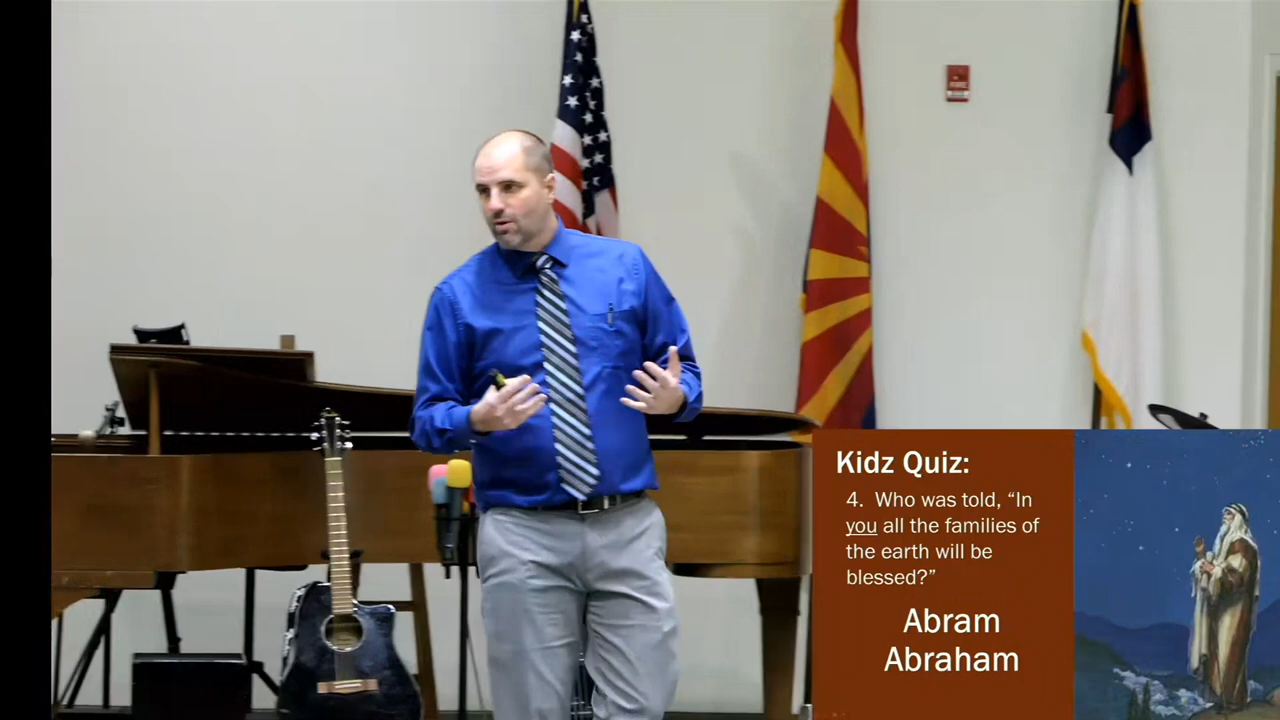 Kidz Quiz:
4. Who was told, “In
you all the families of
the earth will be
blessed?”
Abram
Abraham